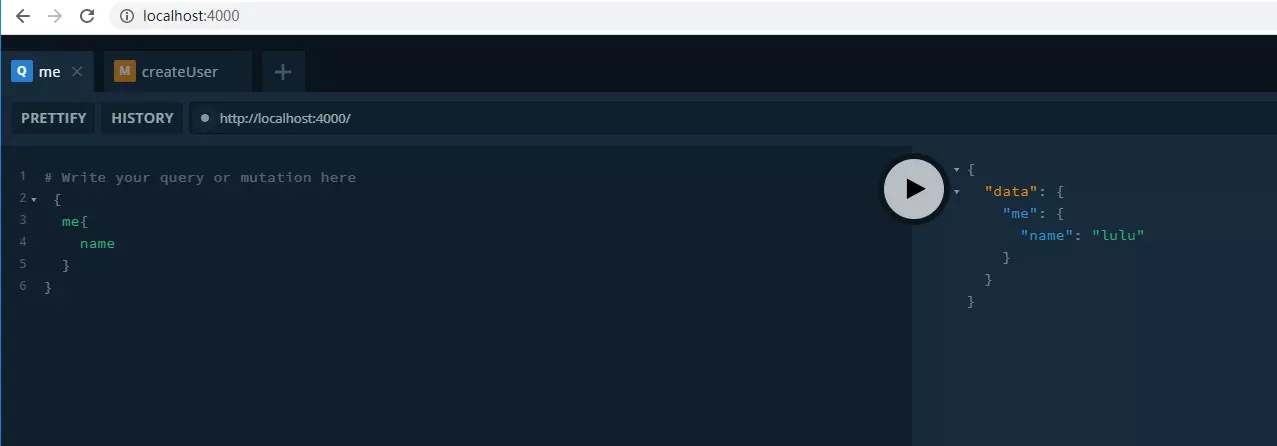 localhost:4000
Q me × M createUser +
PRETTIFY HISTORY http://localhost:4000/
1 # Write your query or mutation here
2 {
3 me{
4 name
5 }
6 }
{
"data": {
"me": {
"name": "lulu"
}
}
}